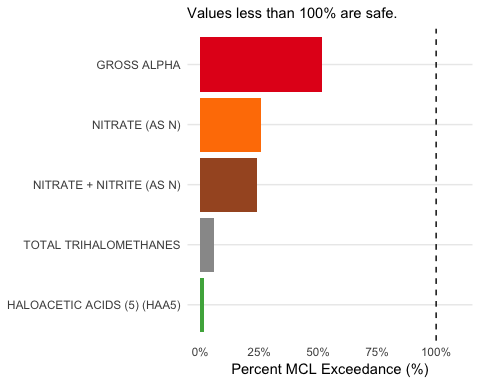 Values less than 100% are safe.
GROSS ALPHA
NITRATE (AS N)
NITRATE + NITRITE (AS N)
TOTAL TRIHALOMETHANES
HALOACETIC ACIDS (5) (HAA5)
0% 25% 50% 75% 100%
Percent MCL Exceedance (%)